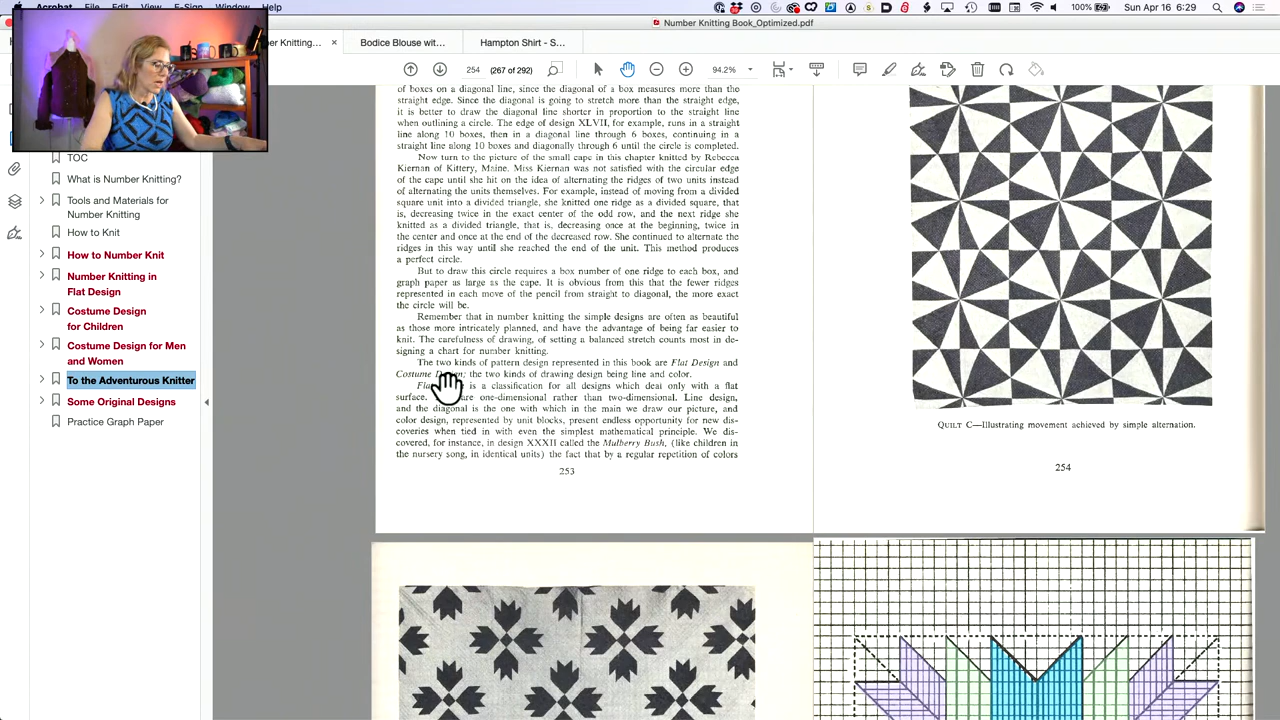 Acrobat File Edit View E-Sign Window Help
100% Sun Apr 16 6:29
Number Knitting Book_Optimized.pdf
Knitting... × Bodice Blouse wit... Hampton Shirt - S...
254 (267 of 292) 94.2%
TOC
What is Number Knitting?
Tools and Materials for
Number Knitting
How to Knit
How to Number Knit
Number Knitting in
Flat Design
Costume Design
for Children
Costume Design for Men
and Women
To the Adventurous Knitter
Some Original Designs
Practice Graph Paper
of boxes on a diagonal line, since the diagonal of a box measures more than the
straight edge. Since the diagonal is going to stretch more than the straight edge,
it is better to draw the diagonal line shorter in proportion to the straight line
when outlining a circle. The edge of design XLVII, for example, runs in a straight
line along 10 boxes, then in a diagonal line through 6 boxes, continuing in a
straight line along 10 boxes and diagonally through 6 until the circle is completed.
Now turn to the picture of the small cape in this chapter knitted by Rebecca
Kiernan of Kittery, Maine. Miss Kiernan was not satisfied with the circular edge
of the cape until she hit on the idea of alternating the ridges of two units instead
of alternating the units themselves. For example, instead of moving from a divided
square unit into a divided triangle, she knitted one ridge as a divided square, that
is, decreasing twice in the exact center of the odd row, and the next ridge she
knitted as a divided triangle, that is, decreasing once at the beginning, twice in
the center and once at the end of the decreased row. She continued to alternate the
ridges in this way until she reached the end of the unit. This method produces
a perfect circle.
But to draw this circle requires a box number of one ridge to each box, and
graph paper as large as the cape. It is obvious from this that the fewer ridges
represented in each move of the pencil from straight to diagonal, the more exact
the circle will be.
Remember that in number knitting the simple designs are often as beautiful
as those more intricately planned, and have the advantage of being far easier to
knit. The carefulness of drawing, of setting a balanced stretch counts most in de-
signing a chart for number knitting.
The two kinds of pattern design represented in this book are Flat Design and
Costume the two kinds of drawing design being line and color.
is a classification for all designs which deal only with a flat
surface. are one-dimensional rather than two-dimensional. Line design,
and the diagonal is the one with which in the main we draw our picture, and
color design, represented by unit blocks, present endless opportunity for new dis-
coveries when tied in with even the simplest mathematical principle. We dis-
covered, for instance, in design XXXII called the Mulberry Bush, (like children in
the nursery song, in identical units) the fact that by a regular repetition of colors
253
QUILT C—Illustrating movement achieved by simple alternation.
254